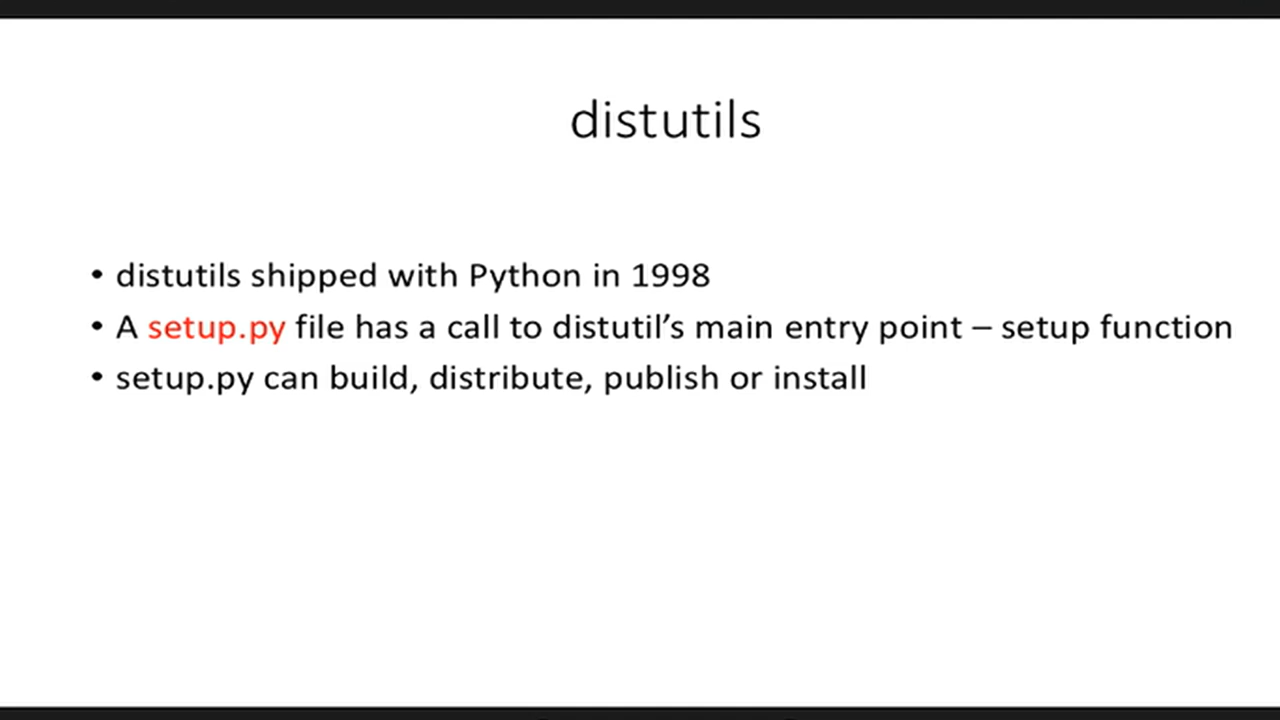 distutils
• distutils shipped with Python in 1998
• A setup.py file has a call to distutil’s main entry point – setup function
• setup.py can build, distribute, publish or install